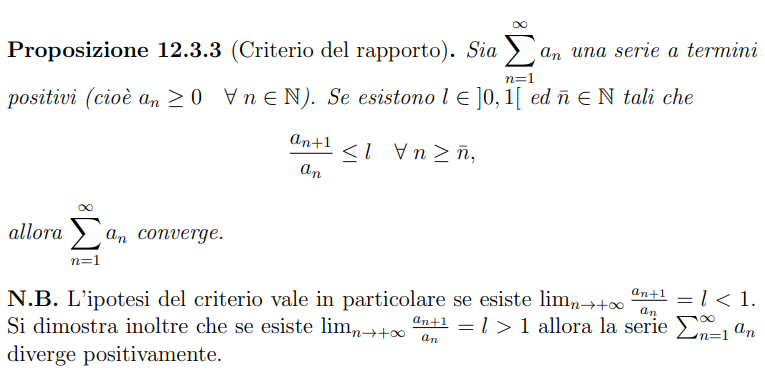 Proposizione 12.3.3 (Criterio del rapporto). Sia $\sum_{n=1}^{\infty} a_n$ una serie a termini
positivi (cioè $a_n \geq 0 \quad \forall\, n \in \mathbb{N}$). Se esistono $l \in ]0, 1[$ ed $\bar{n} \in \mathbb{N}$ tali che
$\frac{a_{n+1}}{a_n} \leq l \quad \forall\, n \geq \bar{n},$
allora $\sum_{n=1}^{\infty} a_n$ converge.
N.B. L'ipotesi del criterio vale in particolare se esiste $\lim_{n \to +\infty} \frac{a_{n+1}}{a_n} = l < 1$.
Si dimostra inoltre che se esiste $\lim_{n \to +\infty} \frac{a_{n+1}}{a_n} = l > 1$ allora la serie $\sum_{n=1}^{\infty} a_n$
diverge positivamente.